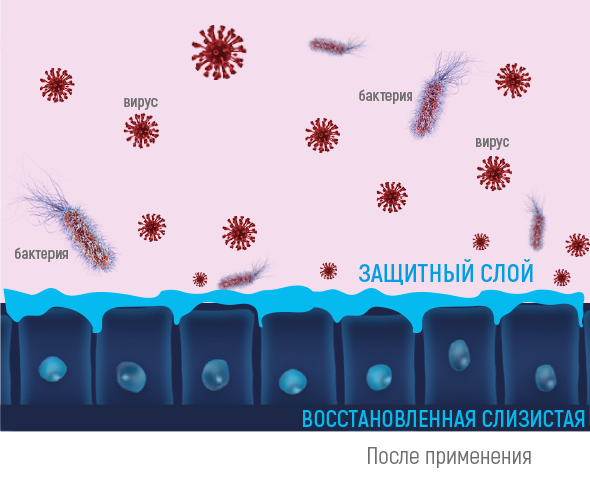 бактерия
вирус
вирус
бактерия
ЗАЩИТНЫЙ СЛОЙ
ВОССТАНОВЛЕННАЯ СЛИЗИСТАЯ
После применения